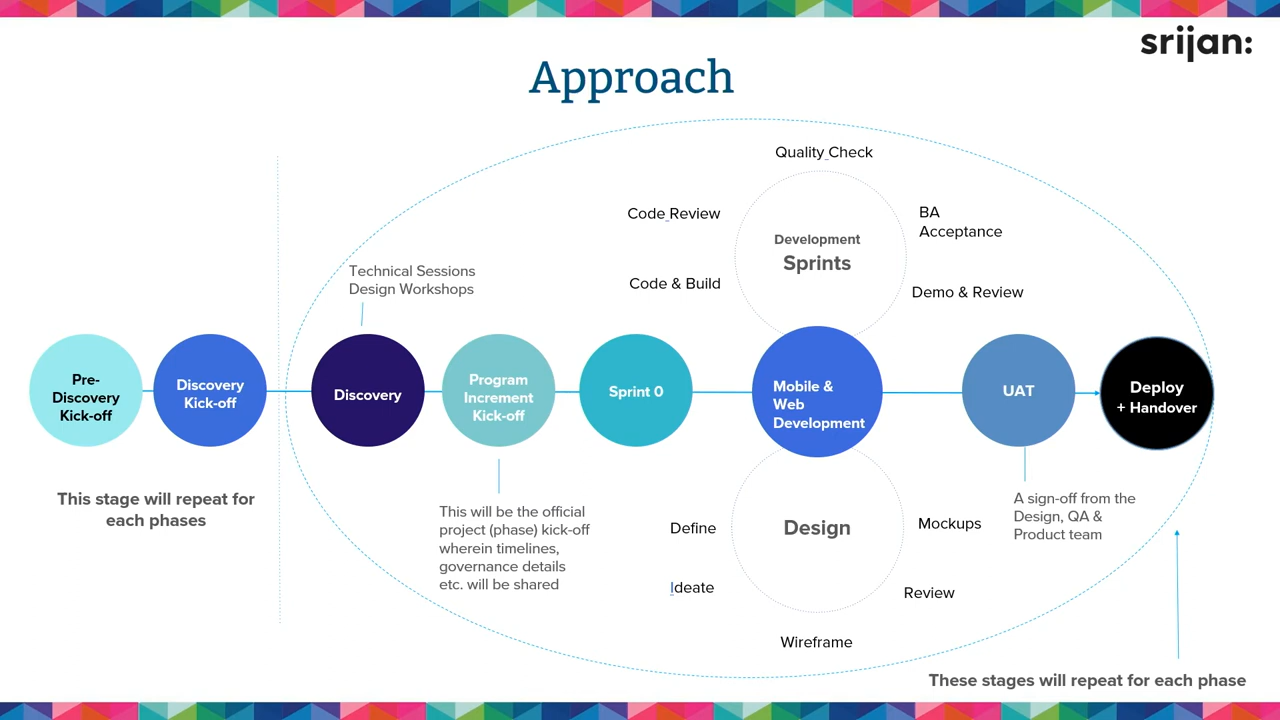 srijan:
Approach
Quality Check
Code Review
BA
Acceptance
Development
Sprints
Code & Build
Demo & Review
Technical Sessions
Design Workshops
Pre-
Discovery
Kick-off
Discovery
Kick-off
Discovery
Program
Increment
Kick-off
Sprint 0
Mobile &
Web
Development
UAT
Deploy
+ Handover
This stage will repeat for
each phases
This will be the official
project (phase) kick-off
wherein timelines,
governance details
etc. will be shared
Define
Design
Mockups
Ideate
Review
Wireframe
A sign-off from the
Design, QA &
Product team
These stages will repeat for each phase